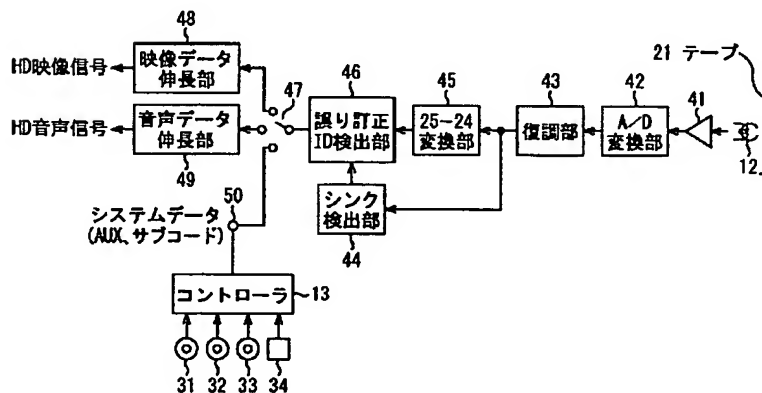 48
HD映像信号
映像データ
伸長部
47
46
45
43
42
41
21 テープ
HD音声信号
音声データ
伸長部
誤り訂正
ID検出部
25~24
変換部
復調部
A/D
変換部
12
49
50
システムデータ
(AUX、サブコード)
シンク
検出部
44
コントローラ
13
31
32
33
34